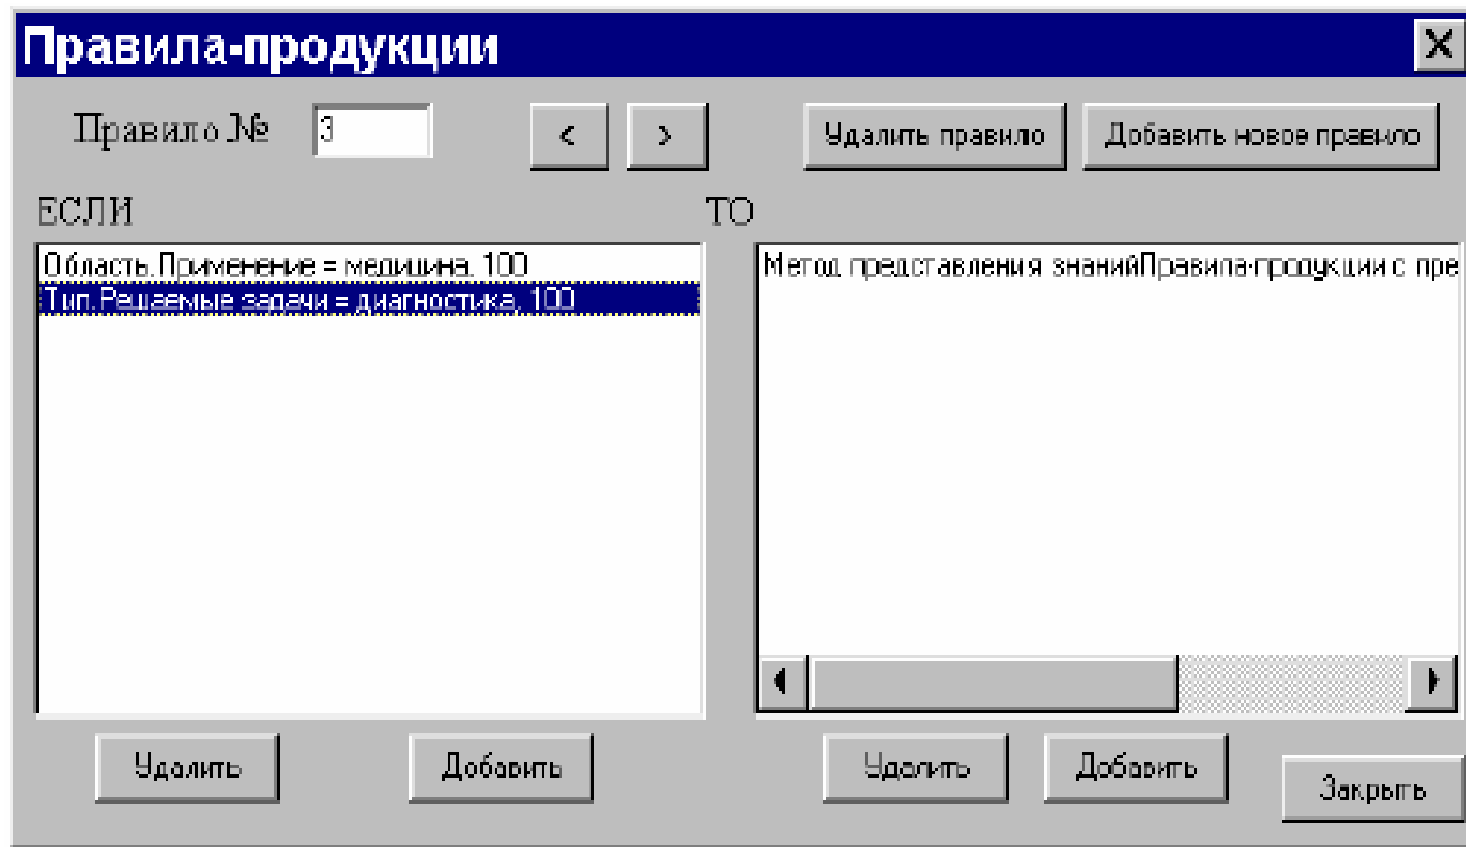 Правила-продукции
Правило № 3 < > Удалить правило Добавить новое правило
ЕСЛИ ТО
Область.Применение = медицина, 100
Тип.Решаемые задачи = диагностика, 100
Метод представления знанийПравила-продукции с пре
Удалить Добавить Удалить Добавить
Закрыть